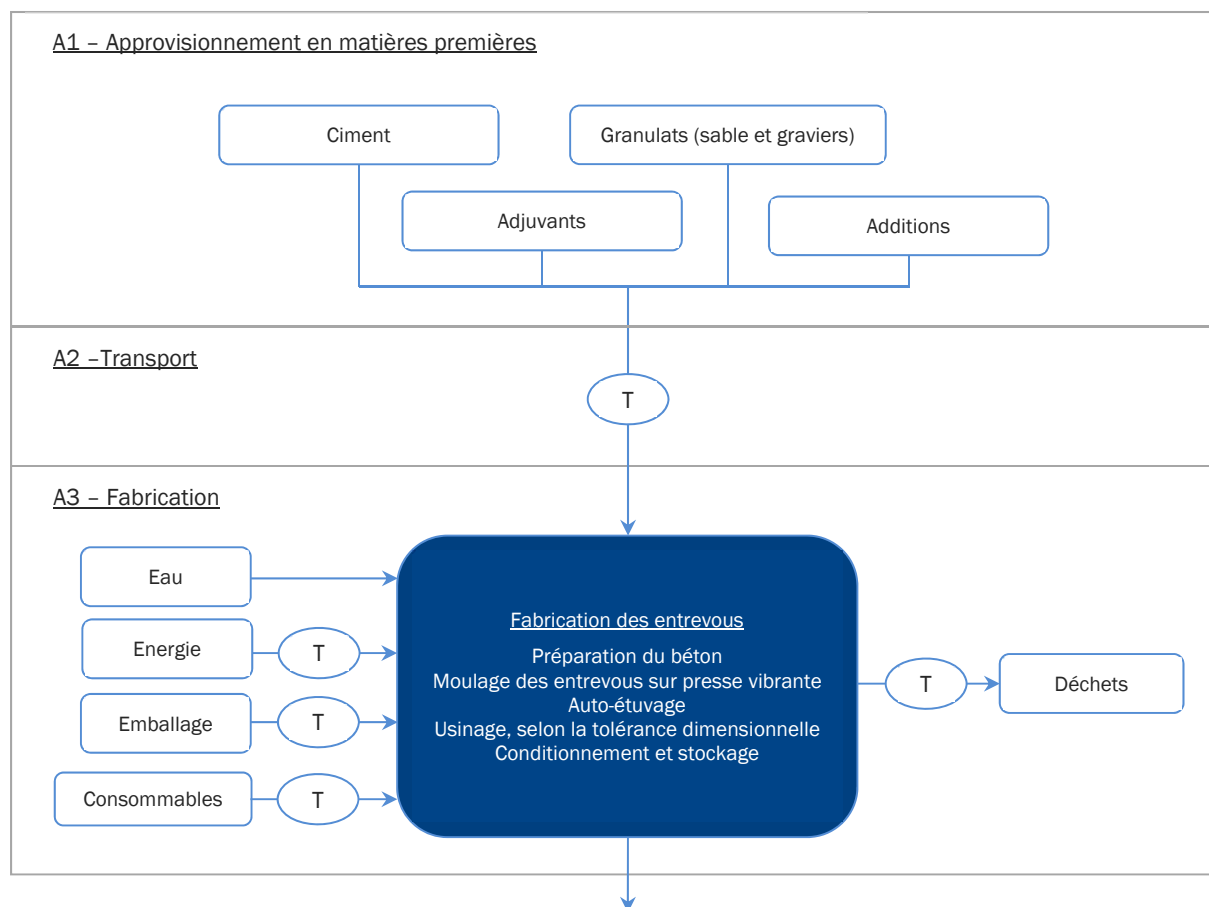 A1 – Approvisionnement en matières premières
Ciment
Granulats (sable et graviers)
Adjuvants
Additions
A2 –Transport
T
A3 – Fabrication
Eau
Energie
T
Emballage
T
Consommables
T
Fabrication des entrevous
Préparation du béton
Moulage des entrevous sur presse vibrante
Auto-étuvage
Usinage, selon la tolérance dimensionnelle
Conditionnement et stockage
T
Déchets